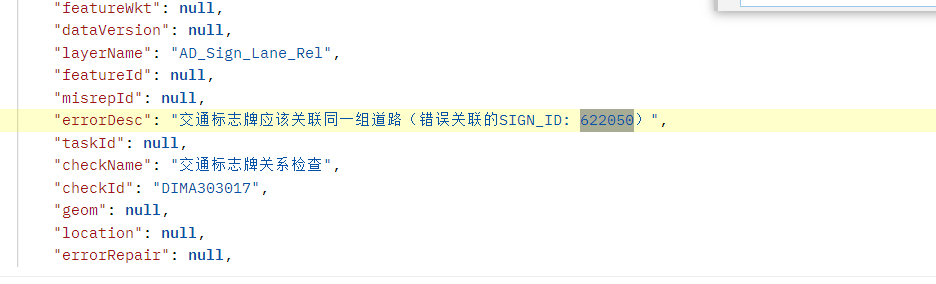 "featureWkt": null,
"dataVersion": null,
"layerName": "AD_Sign_Lane_Rel",
"featureId": null,
"misrepId": null,
"errorDesc": "交通标志牌应该关联同一组道路（错误关联的SIGN_ID: 622050）",
"taskId": null,
"checkName": "交通标志牌关系检查",
"checkId": "DIMA303017",
"geom": null,
"location": null,
"errorRepair": null,